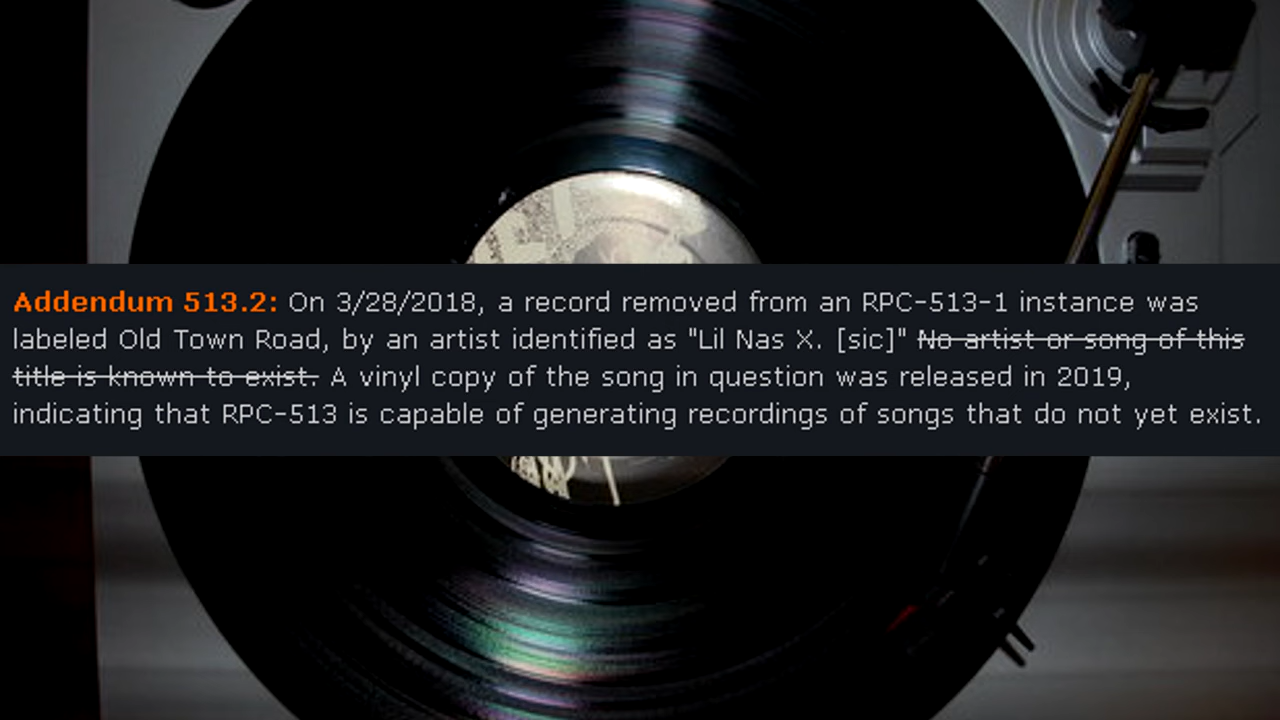 Addendum 513.2: On 3/28/2018, a record removed from an RPC-513-1 instance was
labeled Old Town Road, by an artist identified as "Lil Nas X. [sic]" No artist or song of this
title is known to exist. A vinyl copy of the song in question was released in 2019,
indicating that RPC-513 is capable of generating recordings of songs that do not yet exist.